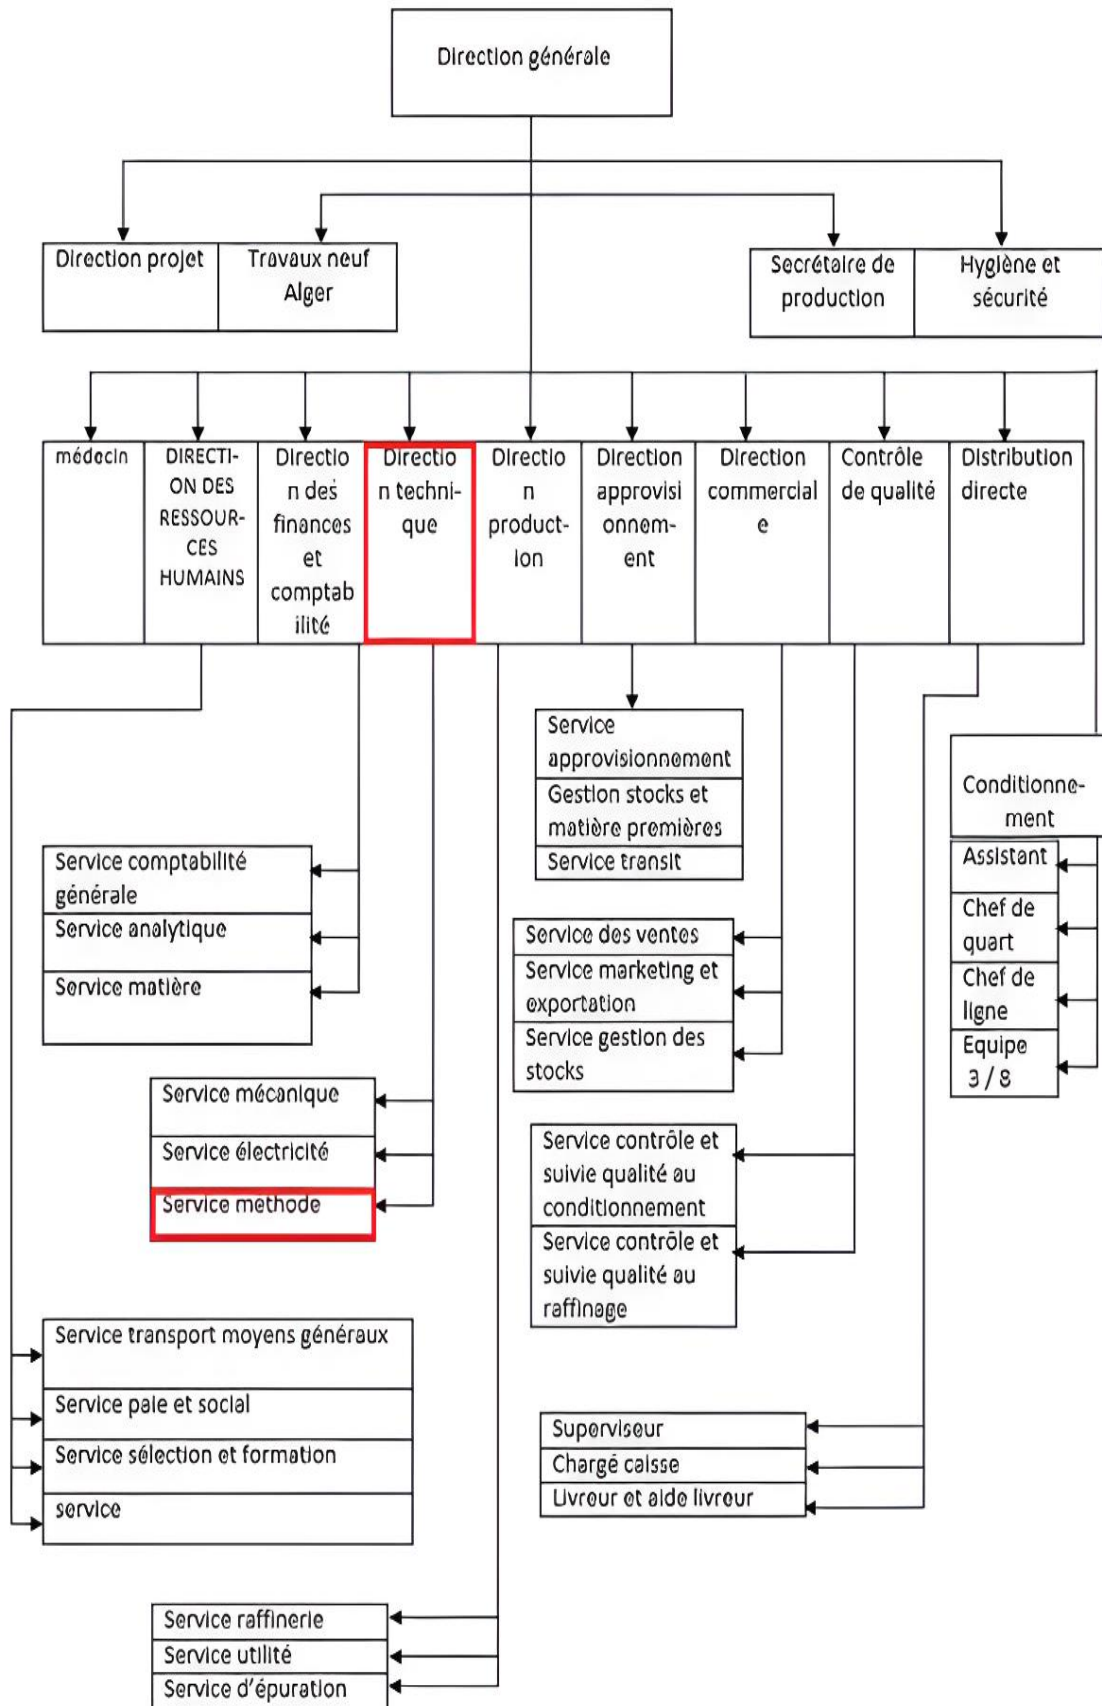 Direction générale
Direction projet
Travaux neuf
Alger
Secrétaire de
production
Hygiène et
sécurité
médecin
DIRECTI-
ON DES
RESSOUR-
CES
HUMAINS
Directio
n des
finances
et
comptab
ilité
Directio
n techni-
que
Directio
n
product-
ion
Direction
approvisi
onnem-
ent
Direction
commercial
e
Contrôle
de qualité
Distribution
directe
Service
approvisionnement
Gestion stocks et
matière premières
Service transit
Conditionne-
ment
Assistant
Chef de
quart
Chef de
ligne
Equipe
3 / 8
Service comptabilité
générale
Service analytique
Service matière
Service des ventes
Service marketing et
exportation
Service gestion des
stocks
Service mécanique
Service électricité
Service méthode
Service contrôle et
suivie qualité au
conditionnement
Service contrôle et
suivie qualité au
raffinage
Service transport moyens généraux
Service paie et social
Service sélection et formation
service
Superviseur
Chargé caisse
Livreur et aide livreur
Service raffinerie
Service utilité
Service d'épuration